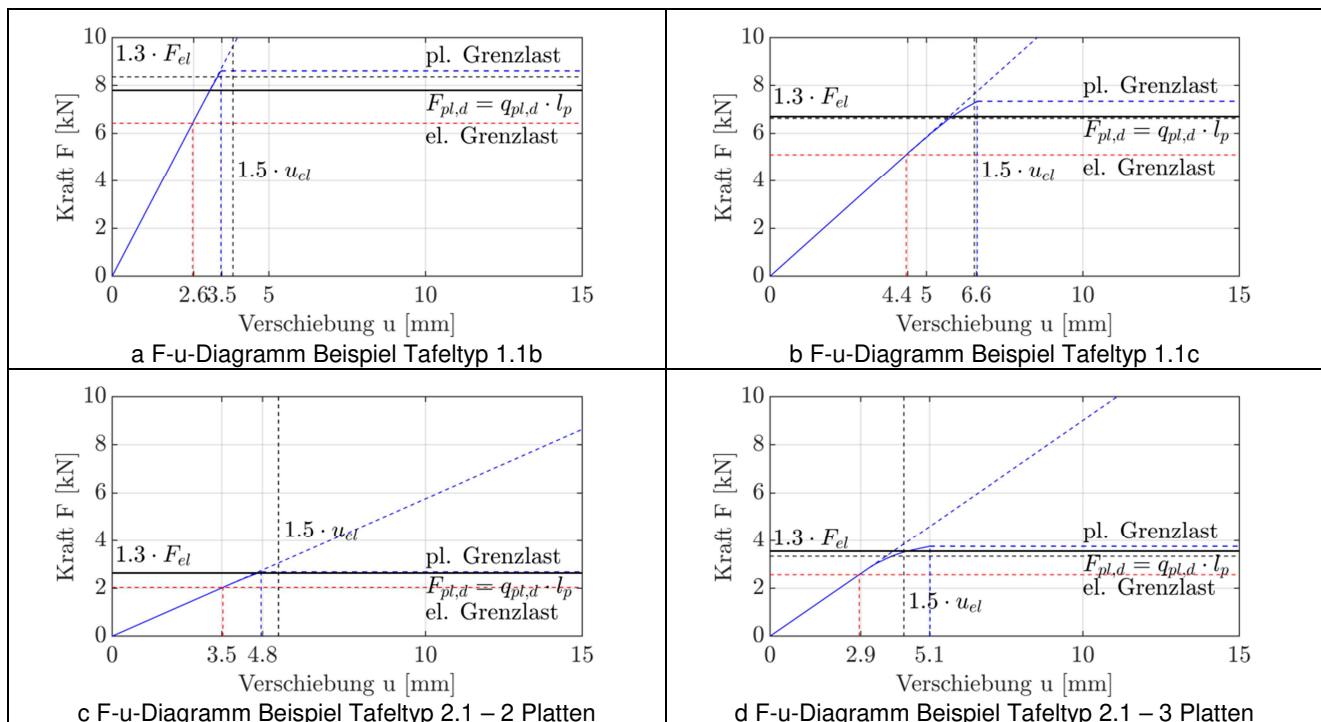 10
8
6
4
2
0
Kraft F [kN]
1.3 · F_el
pl. Grenzlast
F_pl,d = q_pl,d · l_p
el. Grenzlast
1.5 · u_el
0 2.6 3.5 5 10 15
Verschiebung u [mm]
a F-u-Diagramm Beispiel Tafeltyp 1.1b
10
8
6
4
2
0
Kraft F [kN]
1.3 · F_el
pl. Grenzlast
F_pl,d = q_pl,d · l_p
el. Grenzlast
1.5 · u_el
0 4.4 5 6.6 10 15
Verschiebung u [mm]
b F-u-Diagramm Beispiel Tafeltyp 1.1c
10
8
6
4
2
0
Kraft F [kN]
1.5 · u_el
1.3 · F_el
pl. Grenzlast
F_pl,d = q_pl,d · l_p
el. Grenzlast
0 3.5 4.8 10 15
Verschiebung u [mm]
c F-u-Diagramm Beispiel Tafeltyp 2.1 – 2 Platten
10
8
6
4
2
0
Kraft F [kN]
1.3 · F_el
pl. Grenzlast
F_pl,d = q_pl,d · l_p
el. Grenzlast
1.5 · u_el
0 2.9 5.1 10 15
Verschiebung u [mm]
d F-u-Diagramm Beispiel Tafeltyp 2.1 – 3 Platten